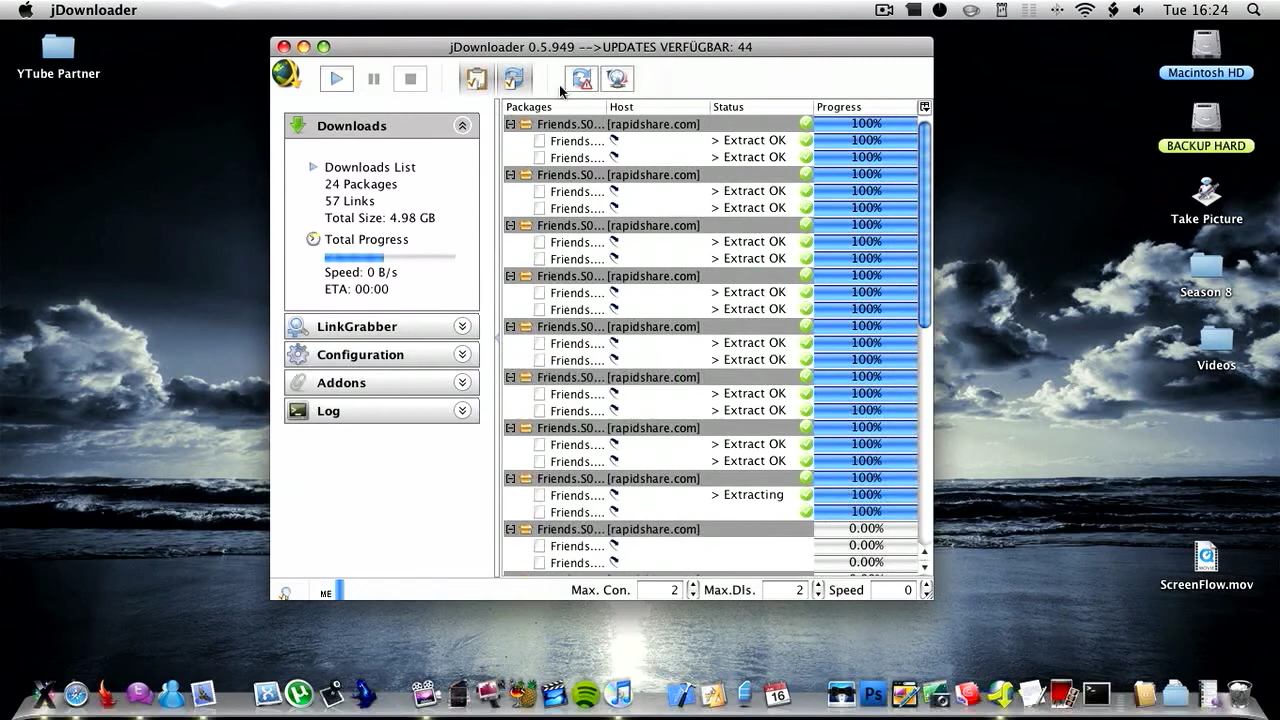 jDownloader
Tue 16:24
YTube Partner
jDownloader 0.5.949 -->UPDATES VERFÜGBAR: 44
Downloads
Downloads List
24 Packages
57 Links
Total Size: 4.98 GB
Total Progress
Speed: 0 B/s
ETA: 00:00
LinkGrabber
Configuration
Addons
Log
Packages Host Status Progress
Friends.S0... [rapidshare.com] 100%
Friends.... > Extract OK 100%
Friends.... > Extract OK 100%
Friends.S0... [rapidshare.com] 100%
Friends.... > Extract OK 100%
Friends.... > Extract OK 100%
Friends.S0... [rapidshare.com] 100%
Friends.... > Extract OK 100%
Friends.... > Extract OK 100%
Friends.S0... [rapidshare.com] 100%
Friends.... > Extract OK 100%
Friends.... > Extract OK 100%
Friends.S0... [rapidshare.com] 100%
Friends.... > Extract OK 100%
Friends.... > Extract OK 100%
Friends.S0... [rapidshare.com] 100%
Friends.... > Extract OK 100%
Friends.... > Extract OK 100%
Friends.S0... [rapidshare.com] 100%
Friends.... > Extract OK 100%
Friends.... > Extract OK 100%
Friends.S0... [rapidshare.com] 100%
Friends.... > Extracting 100%
Friends.... 100%
Friends.S0... [rapidshare.com] 0.00%
Friends.... 0.00%
Friends.... 0.00%
ME
Max. Con. 2 Max.Dls. 2 Speed 0
Macintosh HD
BACKUP HARD
Take Picture
Season 8
Videos
ScreenFlow.mov
16
Ps